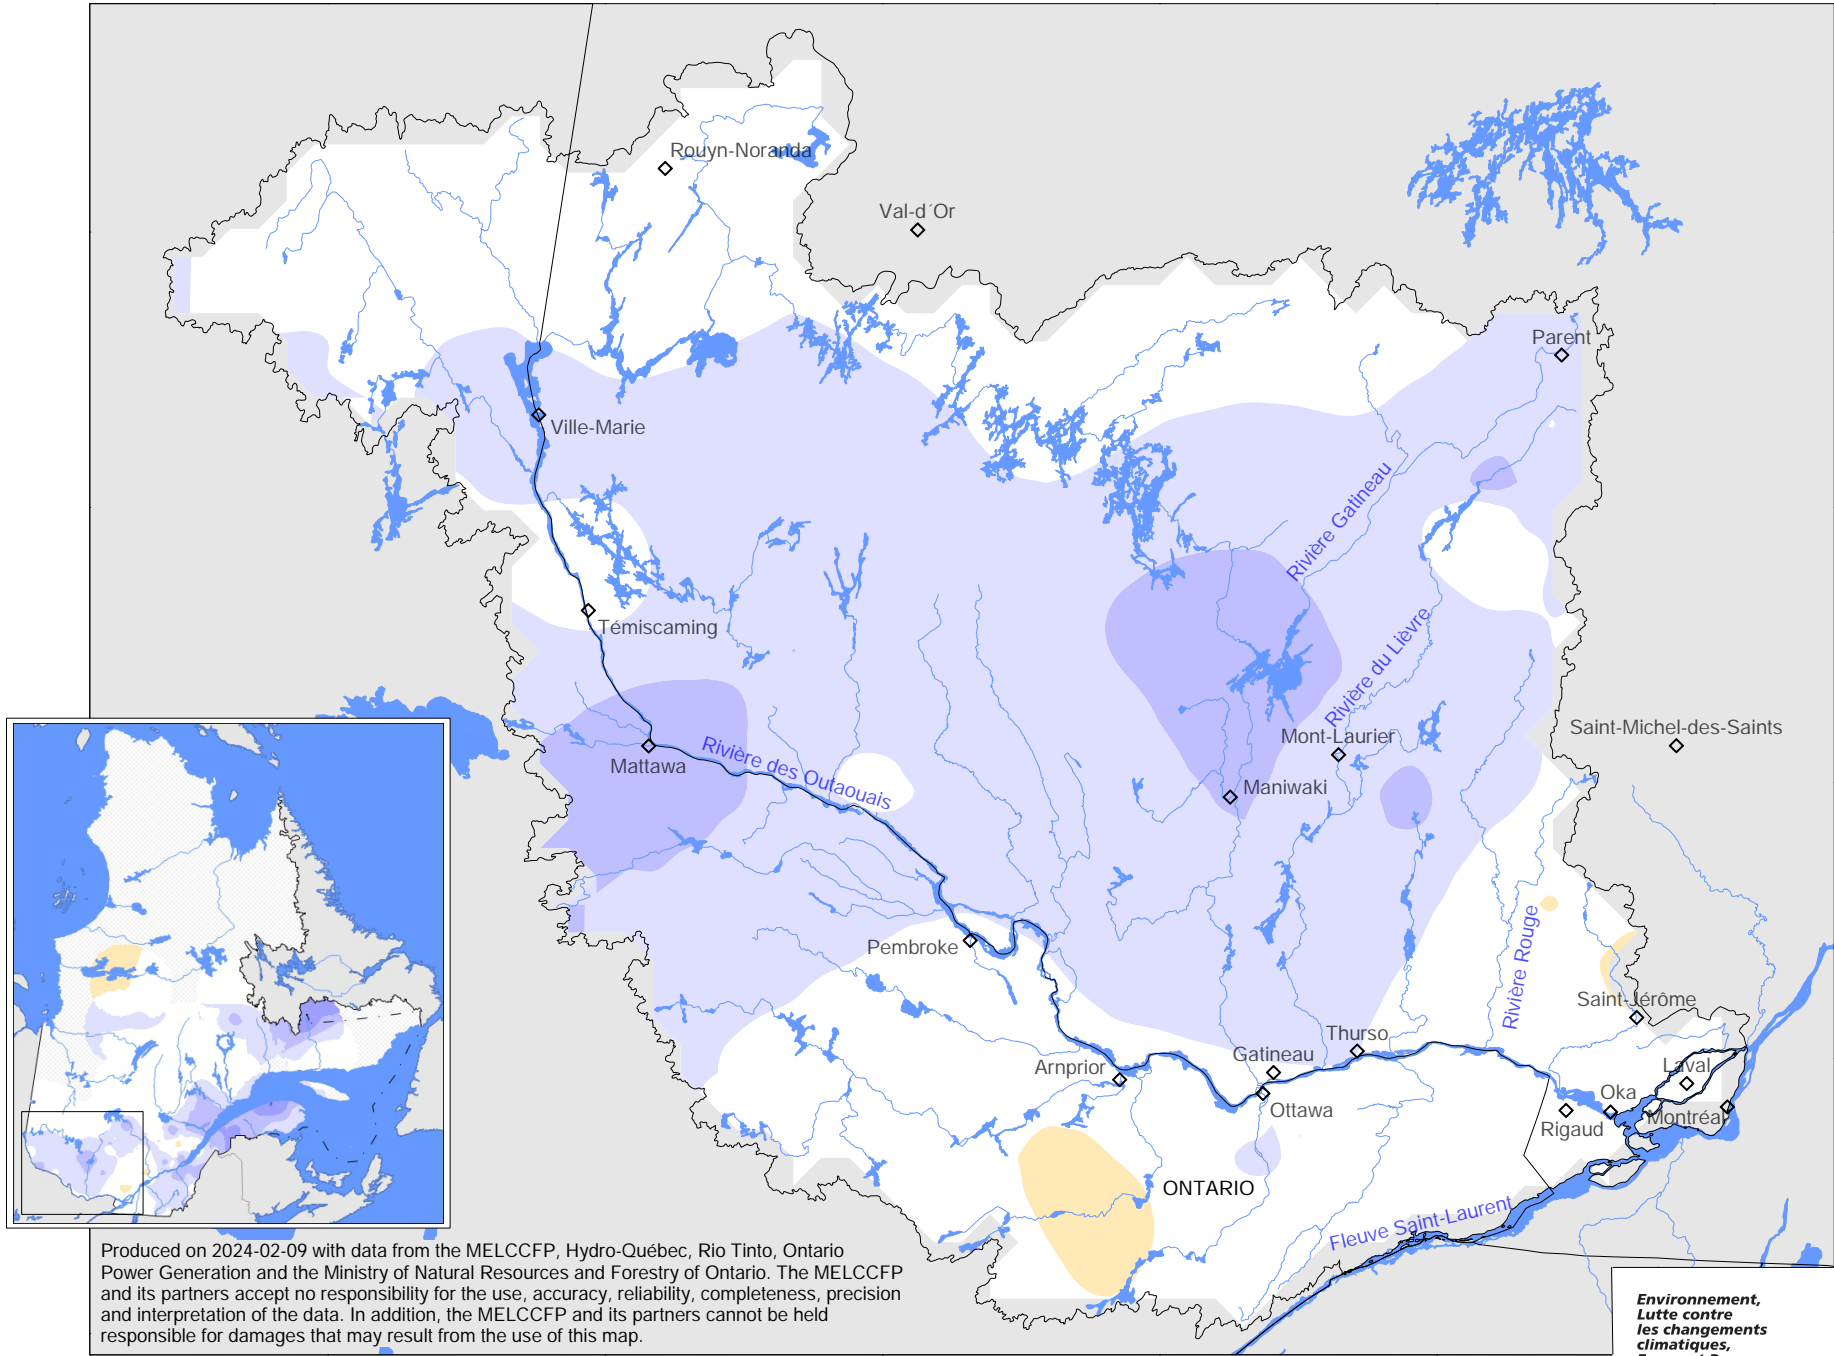 Rouyn-Noranda
Val-d´Or
Parent
Ville-Marie
Rivière Gatineau
Témiscaming
Rivière du Lièvre
Saint-Michel-des-Saints
Mont-Laurier
Rivière des Outaouais
Mattawa
Maniwaki
Pembroke
Rivière Rouge
Saint-Jérôme
Thurso
Gatineau
Arnprior
Laval
Oka
Ottawa
Montréal
Rigaud
ONTARIO
Fleuve Saint-Laurent
Produced on 2024-02-09 with data from the MELCCFP, Hydro-Québec, Rio Tinto, Ontario
Power Generation and the Ministry of Natural Resources and Forestry of Ontario. The MELCCFP
and its partners accept no responsibility for the use, accuracy, reliability, completeness, precision
and interpretation of the data. In addition, the MELCCFP and its partners cannot be held
responsible for damages that may result from the use of this map.
Environnement,
Lutte contre
les changements
climatiques,